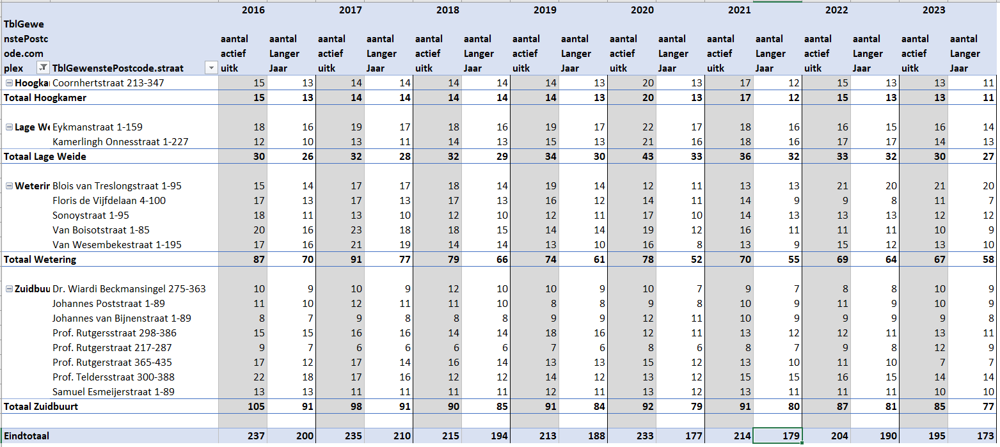 2016 2017 2018 2019 2020 2021 2022 2023
TblGewe
nstePostc aantal aantal aantal aantal aantal aantal aantal aantal aantal aantal aantal aantal aantal aantal aantal aantal
ode.com actief Langer actief Langer actief Langer actief Langer actief Langer actief Langer actief Langer actief Langer
plex TblGewenstePostcode.straat uitk Jaar uitk Jaar uitk Jaar uitk Jaar uitk Jaar uitk Jaar uitk Jaar uitk Jaar
Hoogka Coornhertstraat 213-347 15 13 14 14 14 14 14 13 20 13 17 12 15 13 13 11
Totaal Hoogkamer 15 13 14 14 14 14 14 13 20 13 17 12 15 13 13 11
Lage We Eykmanstraat 1-159 18 16 19 17 18 16 19 17 22 17 18 16 16 15 16 14
Kamerlingh Onnesstraat 1-227 12 10 13 11 14 13 15 13 21 16 18 16 17 17 14 13
Totaal Lage Weide 30 26 32 28 32 29 34 30 43 33 36 32 33 32 30 27
Weterin Blois van Treslongstraat 1-95 15 14 17 17 18 14 19 14 12 11 13 13 21 20 21 20
Floris de Vijfdelaan 4-100 17 13 17 13 17 13 16 12 14 11 14 9 9 8 11 7
Sonoystraat 1-95 18 11 13 10 12 10 12 11 17 10 14 13 13 13 12 12
Van Boisotstraat 1-85 20 16 23 18 18 15 14 14 19 12 16 11 11 11 10 9
Van Wesembekestraat 1-195 17 16 21 19 14 14 13 10 16 8 13 9 15 12 13 10
Totaal Wetering 87 70 91 77 79 66 74 61 78 52 70 55 69 64 67 58
Zuidbuu Dr. Wiardi Beckmansingel 275-363 10 9 10 9 12 10 10 9 10 7 9 7 8 8 10 9
Johannes Poststraat 1-89 11 10 12 11 11 10 8 8 9 8 10 9 11 9 10 9
Johannes van Bijnenstraat 1-89 8 7 9 8 8 8 9 9 12 11 10 9 9 9 9 8
Prof. Rutgersstraat 298-386 15 15 16 16 14 14 18 16 12 11 13 12 12 11 13 11
Prof. Rutgerstraat 217-287 9 7 6 6 6 6 7 6 8 6 8 7 9 8 12 9
Prof. Rutgerstraat 365-435 17 12 17 14 16 14 13 13 15 12 13 10 11 10 7 7
Prof. Teldersstraat 300-388 22 18 17 16 12 12 14 12 13 12 15 15 16 15 14 14
Samuel Esmeijerstraat 1-89 13 13 11 11 11 11 12 11 13 12 13 11 11 11 10 10
Totaal Zuidbuurt 105 91 98 91 90 85 91 84 92 79 91 80 87 81 85 77
Eindtotaal 237 200 235 210 215 194 213 188 233 177 214 179 204 190 195 173